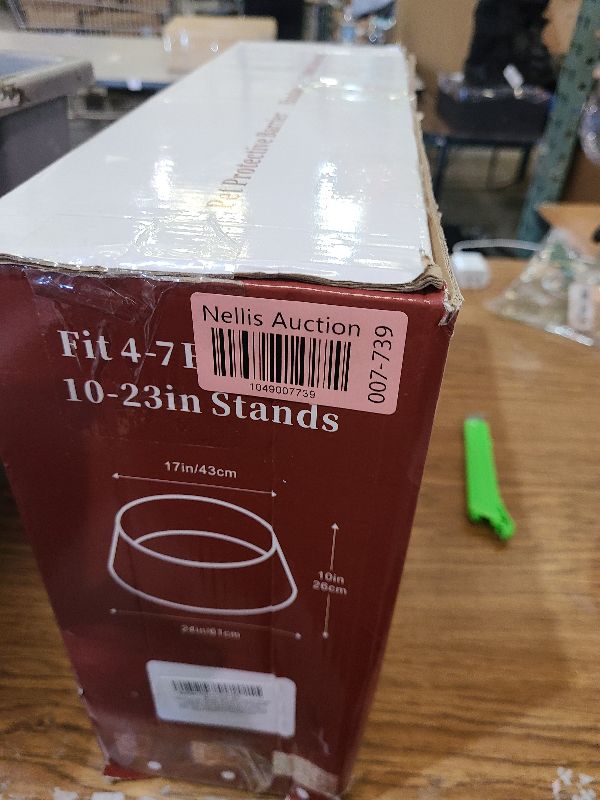 Pet Protective Barrier
Nellis Auction
1049007739
007-739
Fit 4-7
10-23in Stands
17in/43cm
10in
26cm
24in/61cm